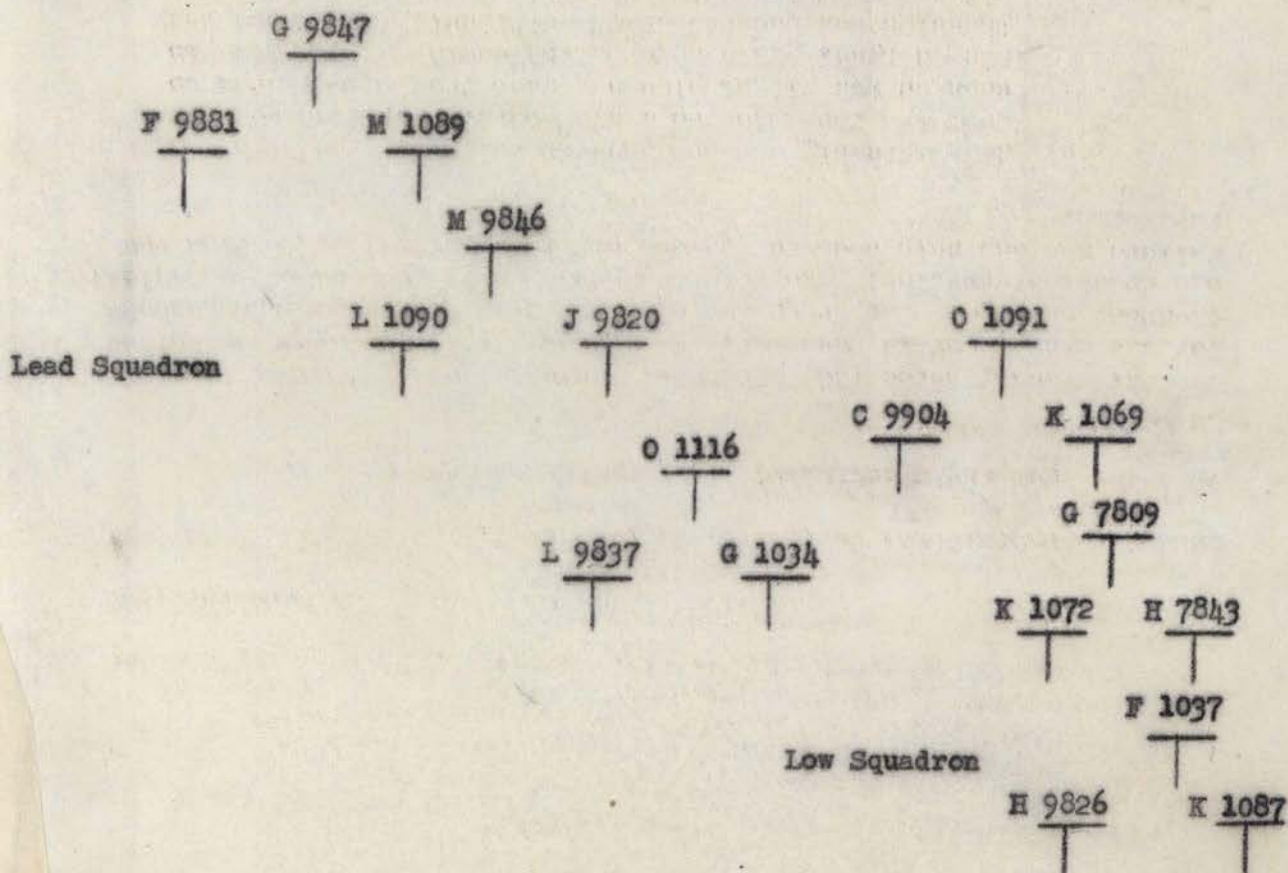 G 9847
F 9881 M 1089
M 9846
L 1090 J 9820 O 1091
Lead Squadron
C 9904 K 1069
O 1116
G 7809
L 9837 G 1034
K 1072 H 7843
F 1037
Low Squadron
H 9826 K 1087